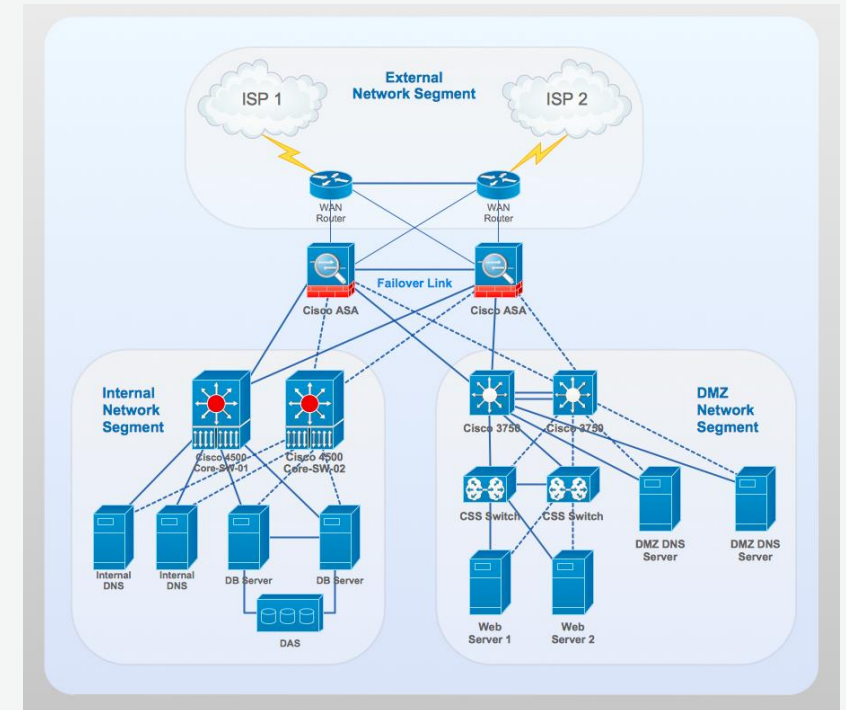 External
Network Segment
ISP 1
ISP 2
WAN
Router
WAN
Router
Failover Link
Cisco ASA
Cisco ASA
Internal
Network
Segment
DMZ
Network
Segment
Cisco 4500
Core-SW-01
Cisco 4500
Core-SW-02
Cisco 3750
Cisco 3750
CSS Switch
CSS Switch
Internal
DNS
Internal
DNS
DB Server
DB Server
DAS
DMZ DNS
Server
DMZ DNS
Server
Web
Server 1
Web
Server 2